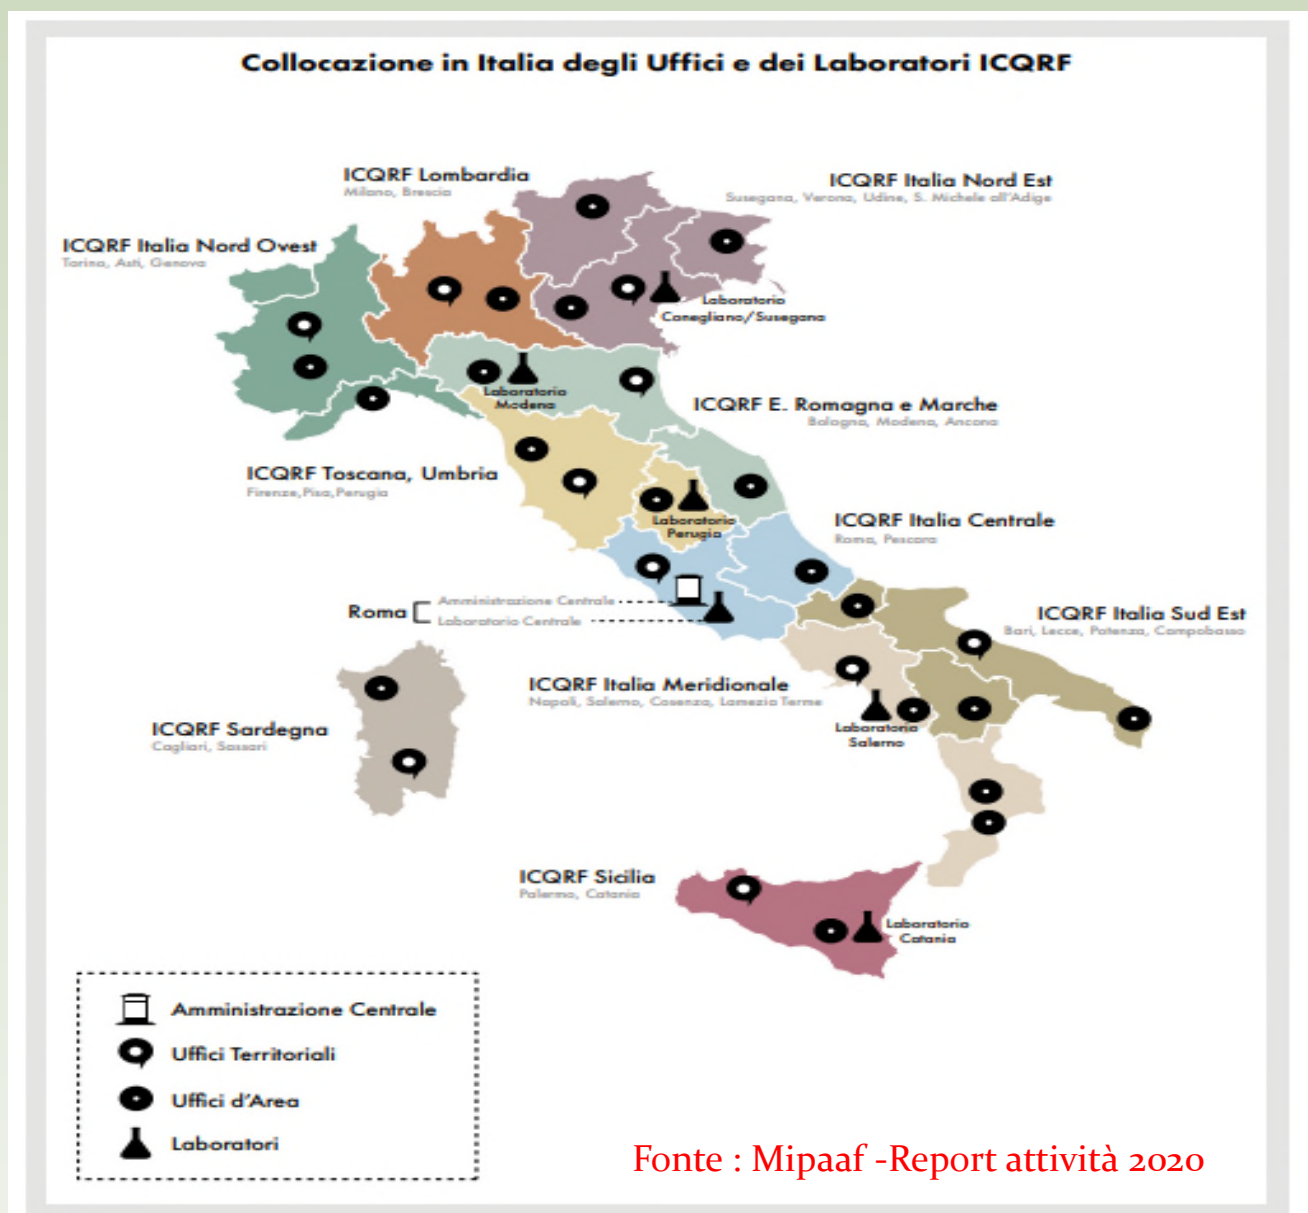 Collocazione in Italia degli Uffici e dei Laboratori ICQRF
ICQRF Lombardia
Milano, Brescia
ICQRF Italia Nord Est
Susegana, Verona, Udine, S. Michele all'Adige
ICQRF Italia Nord Ovest
Torino, Asti, Genova
Laboratorio
Conegliano/Susegana
Laboratorio
Modena
ICQRF E. Romagna e Marche
Bologna, Modena, Ancona
ICQRF Toscana, Umbria
Firenze,Pisa,Perugia
Laboratorio
Perugia
ICQRF Italia Centrale
Roma, Pescara
Roma
Amministrazione Centrale
Laboratorio Centrale
ICQRF Italia Sud Est
Bari, Lecce, Potenza, Campobasso
ICQRF Italia Meridionale
Napoli, Salerno, Cosenza, Lamezia Terme
Laboratorio
Salerno
ICQRF Sardegna
Cagliari, Sassari
ICQRF Sicilia
Palermo, Catania
Laboratorio
Catania
Amministrazione Centrale
Uffici Territoriali
Uffici d'Area
Laboratori
Fonte : Mipaaf -Report attività 2020